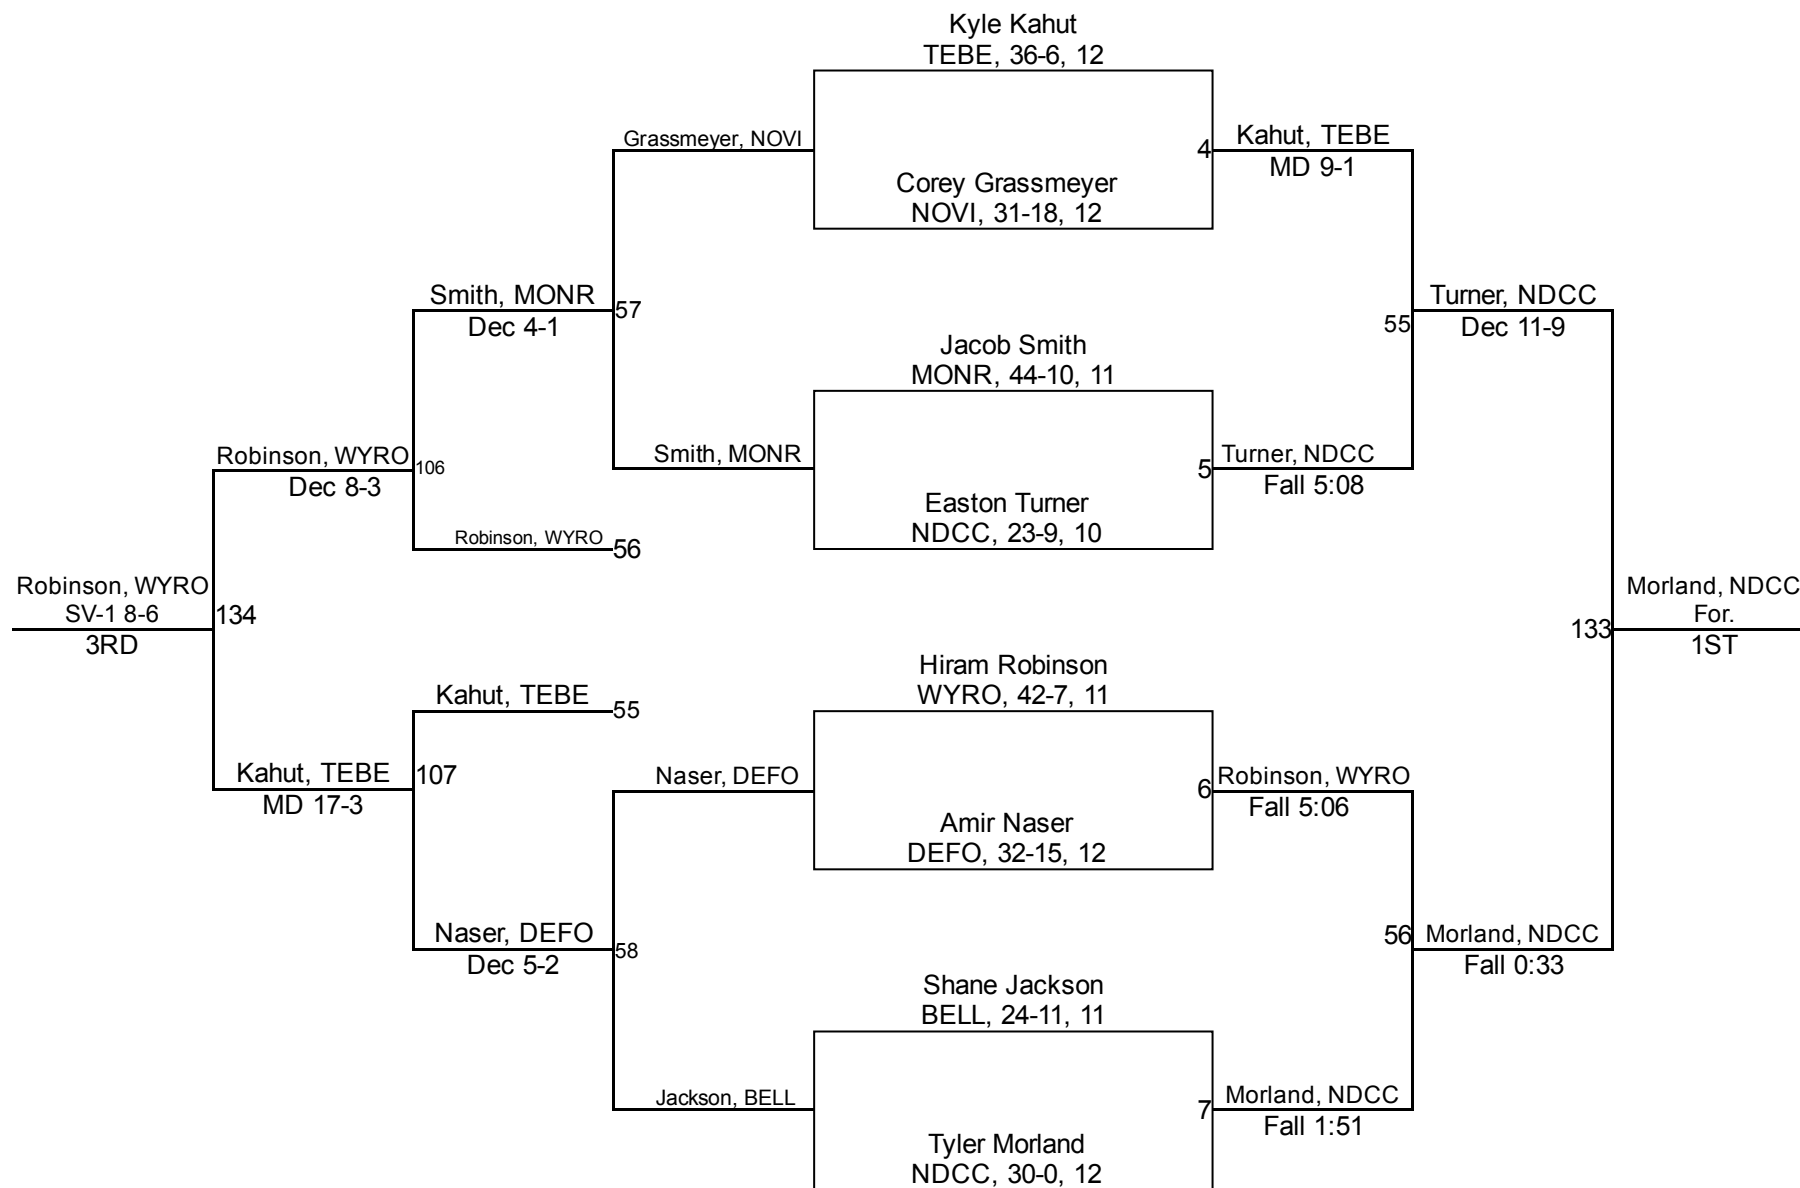 Kyle Kahut
TEBE, 36-6, 12
Grassmeyer, NOVI
4
Kahut, TEBE
MD 9-1
Corey Grassmeyer
NOVI, 31-18, 12
Smith, MONR
Dec 4-1
57
Turner, NDCC
Dec 11-9
55
Jacob Smith
MONR, 44-10, 11
Robinson, WYRO
Dec 8-3
106
Smith, MONR
5
Turner, NDCC
Fall 5:08
Easton Turner
NDCC, 23-9, 10
Robinson, WYRO
56
Robinson, WYRO
SV-1 8-6
3RD
134
133
Morland, NDCC
For.
1ST
Hiram Robinson
WYRO, 42-7, 11
Kahut, TEBE
55
Kahut, TEBE
MD 17-3
107
Naser, DEFO
6
Robinson, WYRO
Fall 5:06
Amir Naser
DEFO, 32-15, 12
Naser, DEFO
Dec 5-2
58
56
Morland, NDCC
Fall 0:33
Shane Jackson
BELL, 24-11, 11
Jackson, BELL
7
Morland, NDCC
Fall 1:51
Tyler Morland
NDCC, 30-0, 12